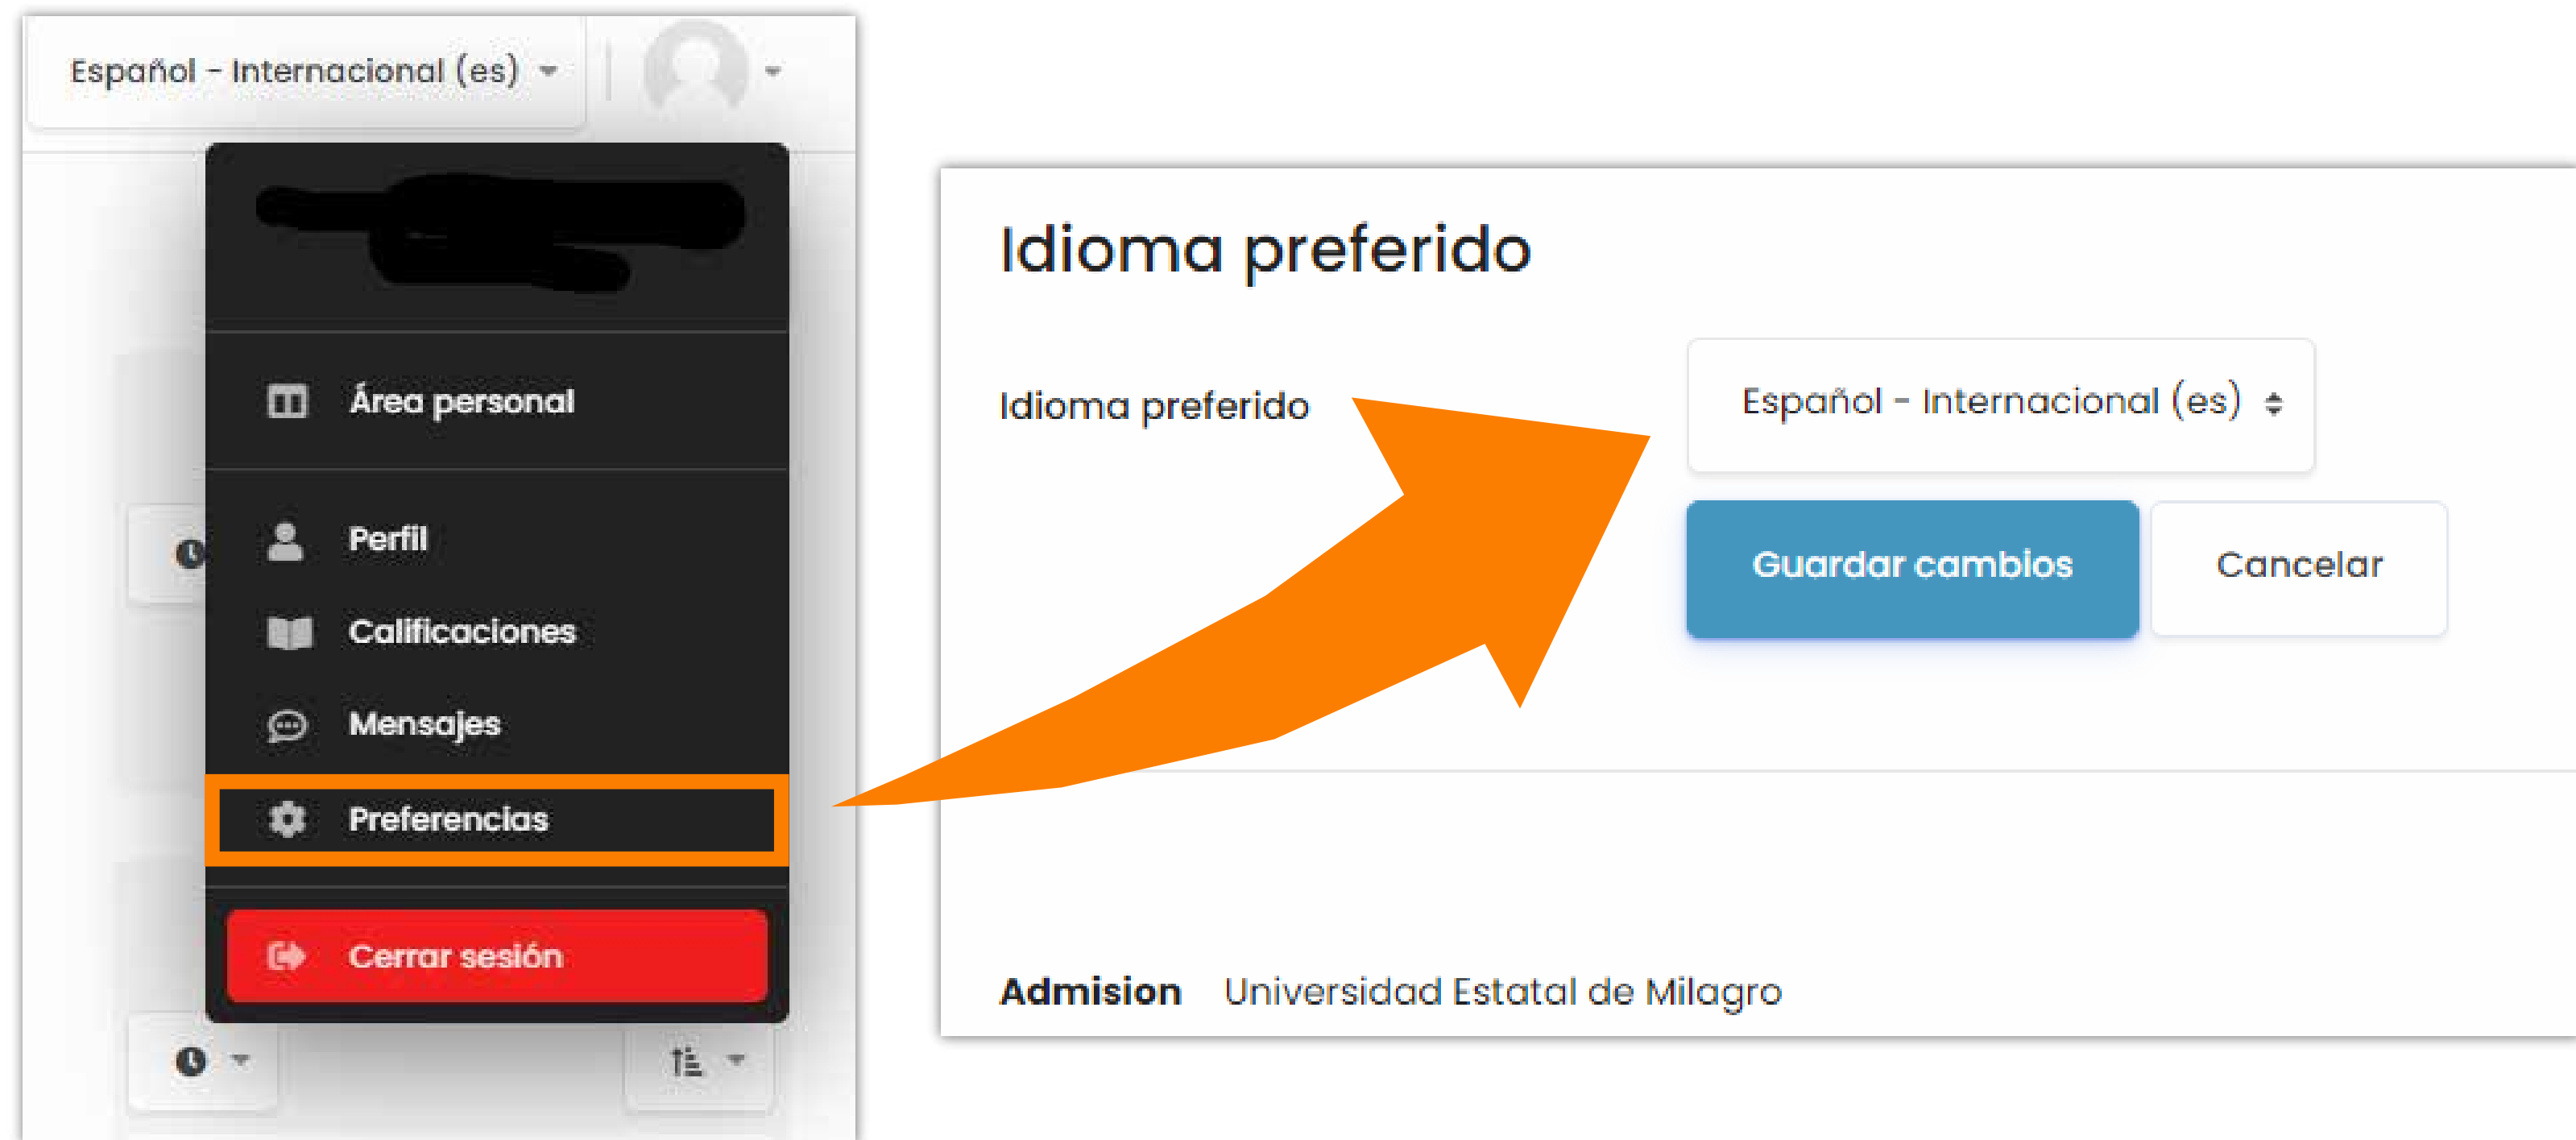 Español - Internacional (es)
Área personal
Perfil
Calificaciones
Mensajes
Preferencias
Cerrar sesión
Idioma preferido
Idioma preferido
Español - Internacional (es)
Guardar cambios
Cancelar
Admision Universidad Estatal de Milagro